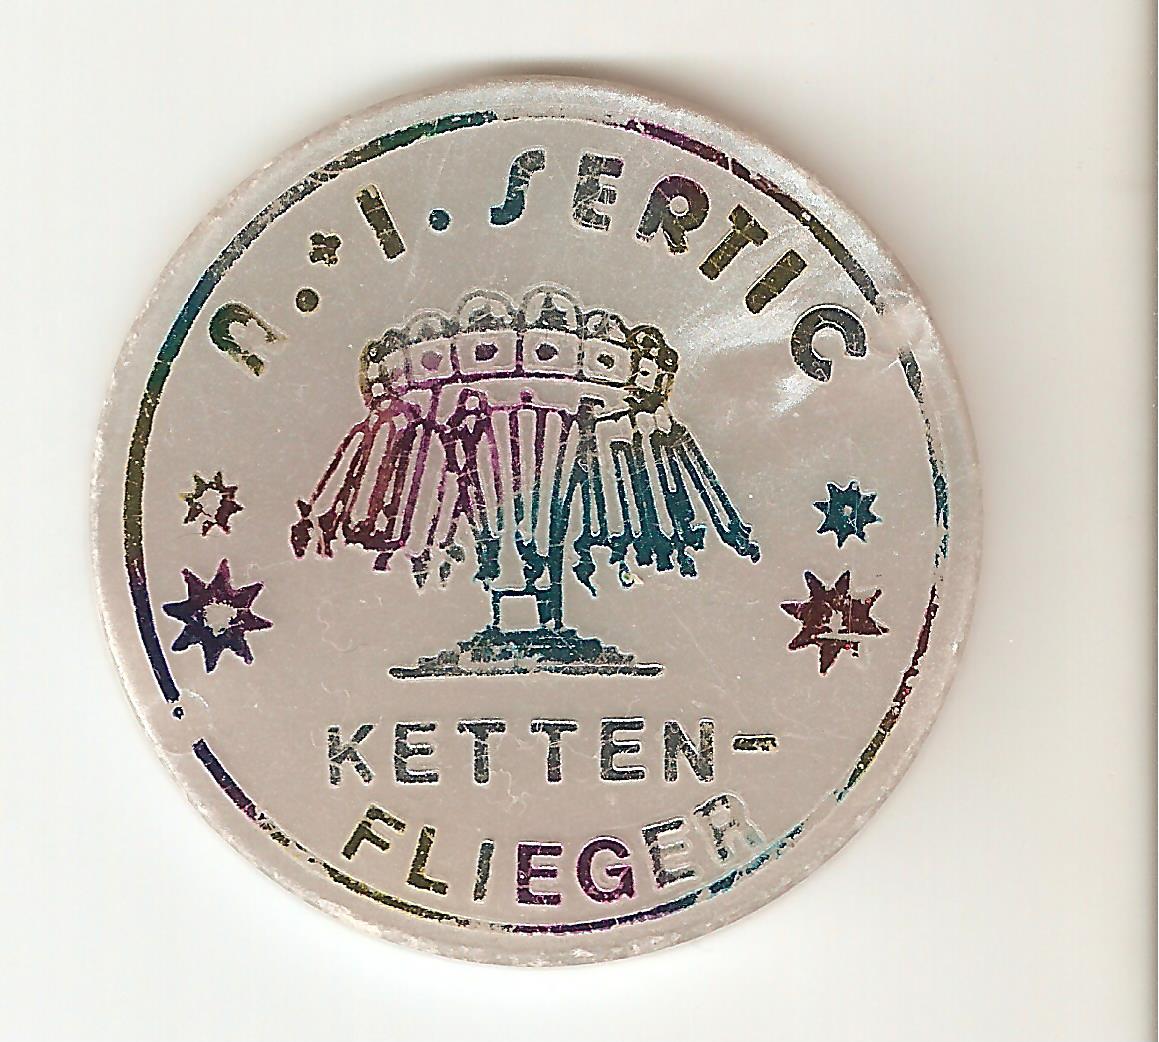 A.+I. SERTIC
KETTEN-
FLIEGER